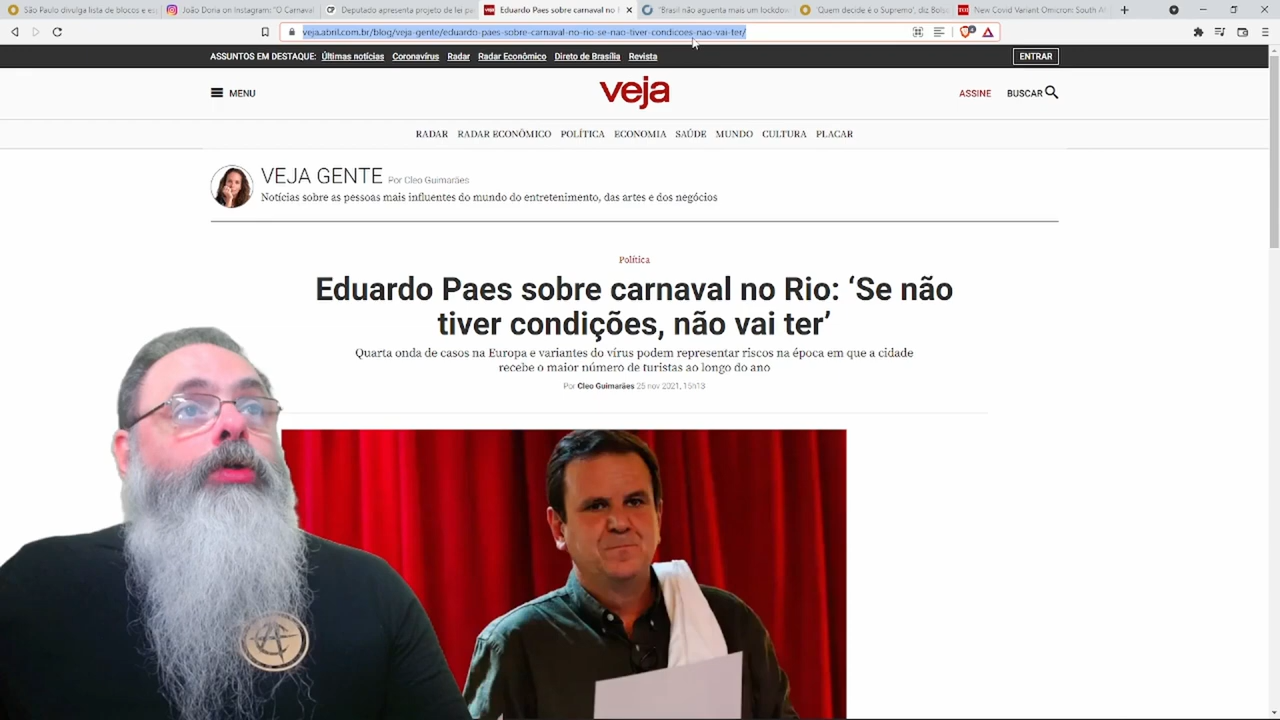 São Paulo divulga lista de blocos e es
João Doria on Instagram: "O Carnaval
Deputado apresenta projeto de lei pa
Eduardo Paes sobre carnaval no
"Brasil não aguenta mais um lockdow
'Quem decide é o Supremo', diz Bols
New Covid Variant Omicron: South Af
veja.abril.com.br/blog/veja-gente/eduardo-paes-sobre-carnaval-no-rio-se-nao-tiver-condicoes-nao-vai-ter/
ASSUNTOS EM DESTAQUE: Últimas notícias Coronavírus Radar Radar Econômico Direto de Brasília Revista
ENTRAR
MENU
veja
ASSINE
BUSCAR
RADAR RADAR ECONÔMICO POLÍTICA ECONOMIA SAÚDE MUNDO CULTURA PLACAR
VEJA GENTE Por Cleo Guimarães
Notícias sobre as pessoas mais influentes do mundo do entretenimento, das artes e dos negócios
Política
Eduardo Paes sobre carnaval no Rio: ‘Se não
tiver condições, não vai ter’
Quarta onda de casos na Europa e variantes do vírus podem representar riscos na época em que a cidade
recebe o maior número de turistas ao longo do ano
Por Cleo Guimarães 25 nov 2021, 15h13